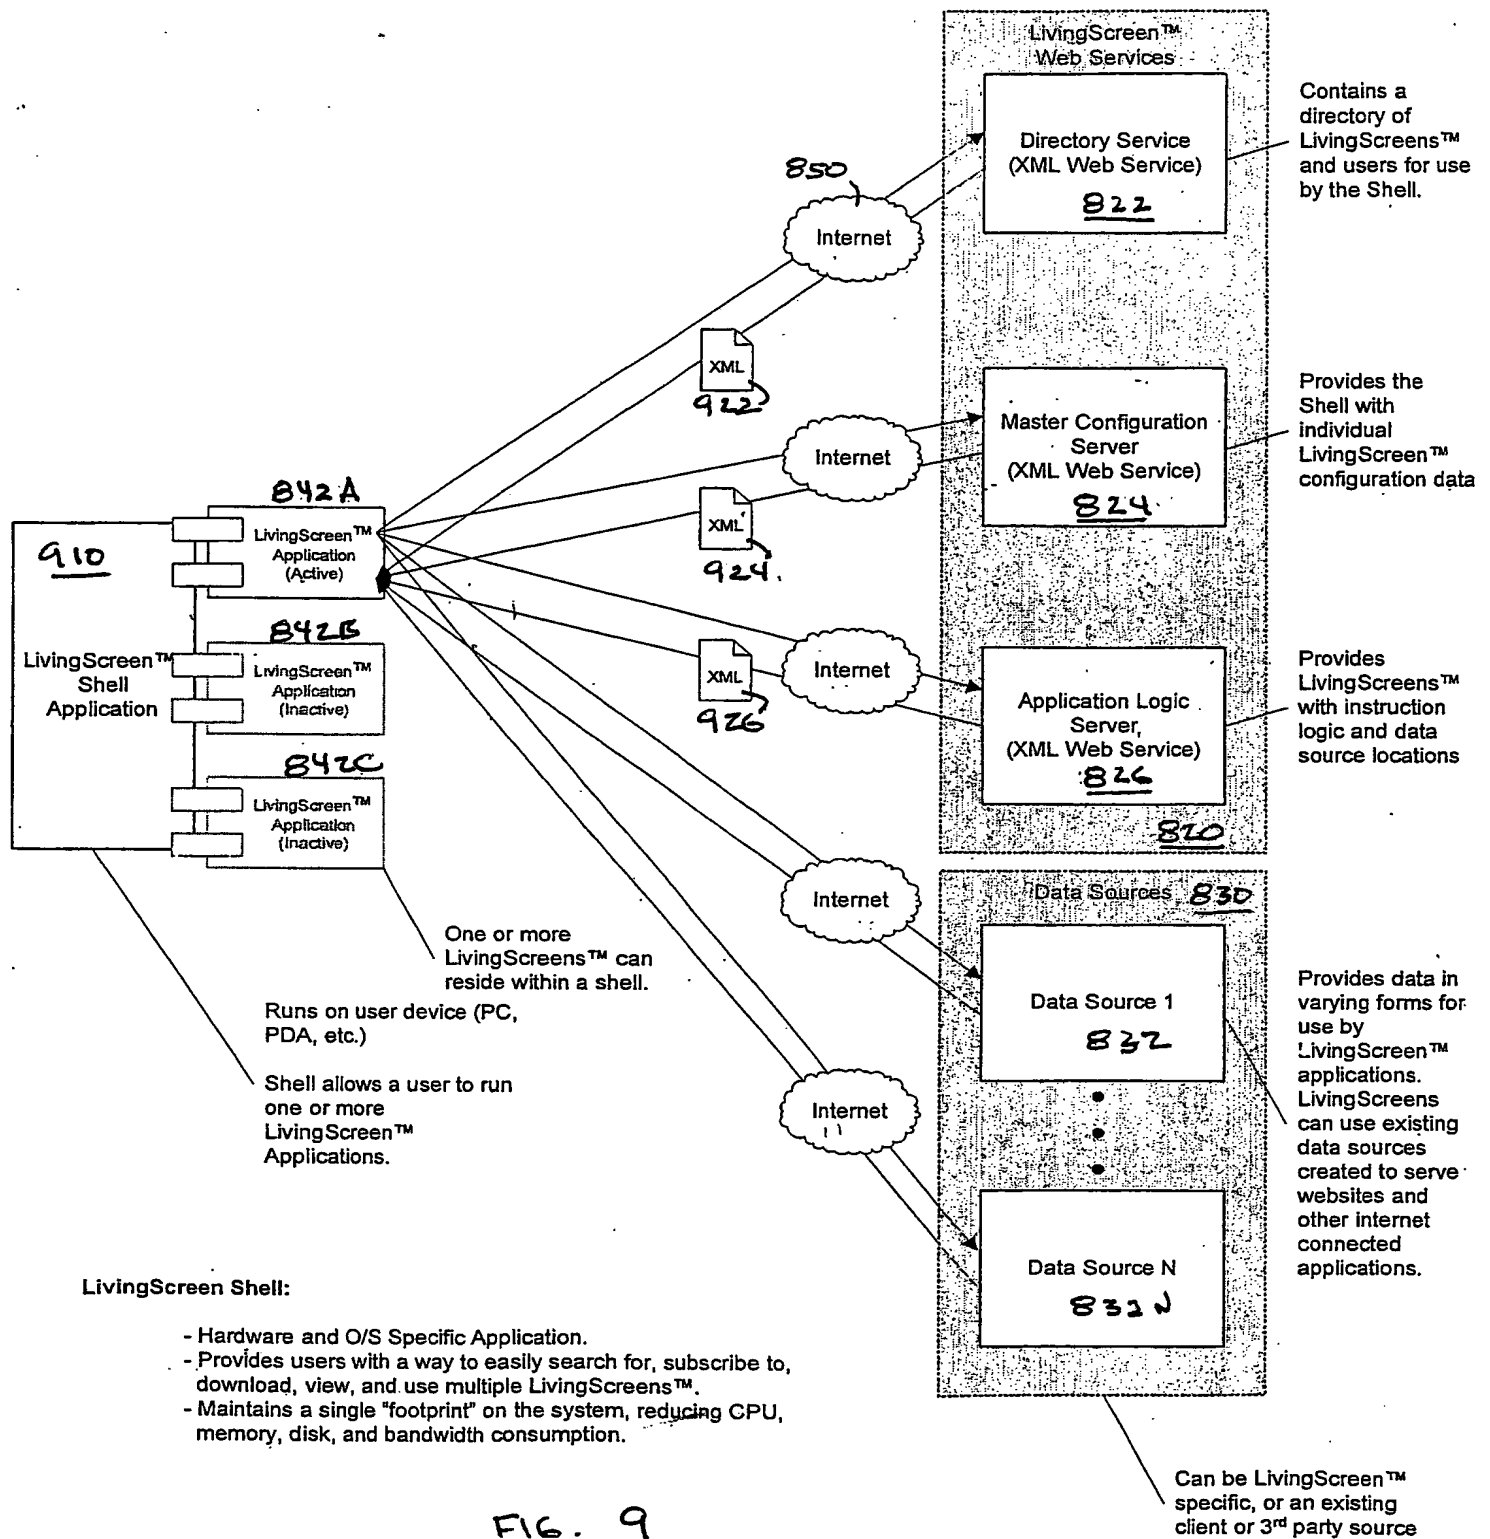 LivingScreen™
Web Services
Directory Service
(XML Web Service)
822
Contains a
directory of
LivingScreens™
and users for use
by the Shell.
850
Internet
XML
922
Master Configuration
Server
(XML Web Service)
824
Provides the
Shell with
individual
LivingScreen™
configuration data
Internet
XML
924
842A
LivingScreen™
Application
(Active)
910
LivingScreen™
Shell
Application
842B
LivingScreen™
Application
(Inactive)
842C
LivingScreen™
Application
(Inactive)
Internet
XML
926
Application Logic
Server,
(XML Web Service)
826
820
Provides
LivingScreens™
with instruction
logic and data
source locations
Data Sources 830
Internet
Data Source 1
832
Internet
Data Source N
832N
Provides data in
varying forms for
use by
LivingScreen™
applications.
LivingScreens
can use existing
data sources
created to serve
websites and
other internet
connected
applications.
One or more
LivingScreens™ can
reside within a shell.
Runs on user device (PC,
PDA, etc.)
Shell allows a user to run
one or more
LivingScreen™
Applications.
LivingScreen Shell:
- Hardware and O/S Specific Application.
- Provides users with a way to easily search for, subscribe to,
download, view, and use multiple LivingScreens™.
- Maintains a single "footprint" on the system, reducing CPU,
memory, disk, and bandwidth consumption.
Can be LivingScreen™
specific, or an existing
client or 3rd party source
FIG. 9